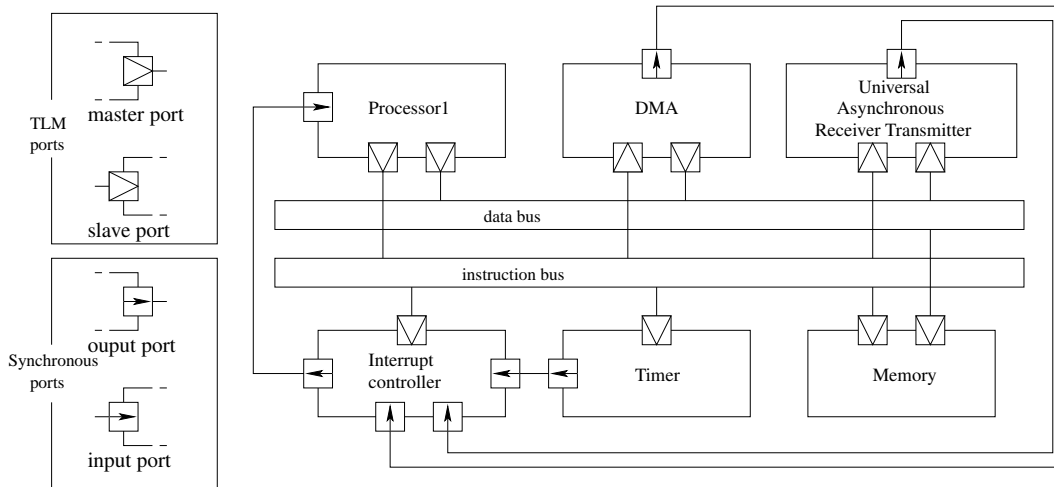 TLM
ports
master port
slave port
Synchronous
ports
ouput port
input port
Processor1
DMA
Universal
Asynchronous
Receiver Transmitter
data bus
instruction bus
Interrupt
controller
Timer
Memory